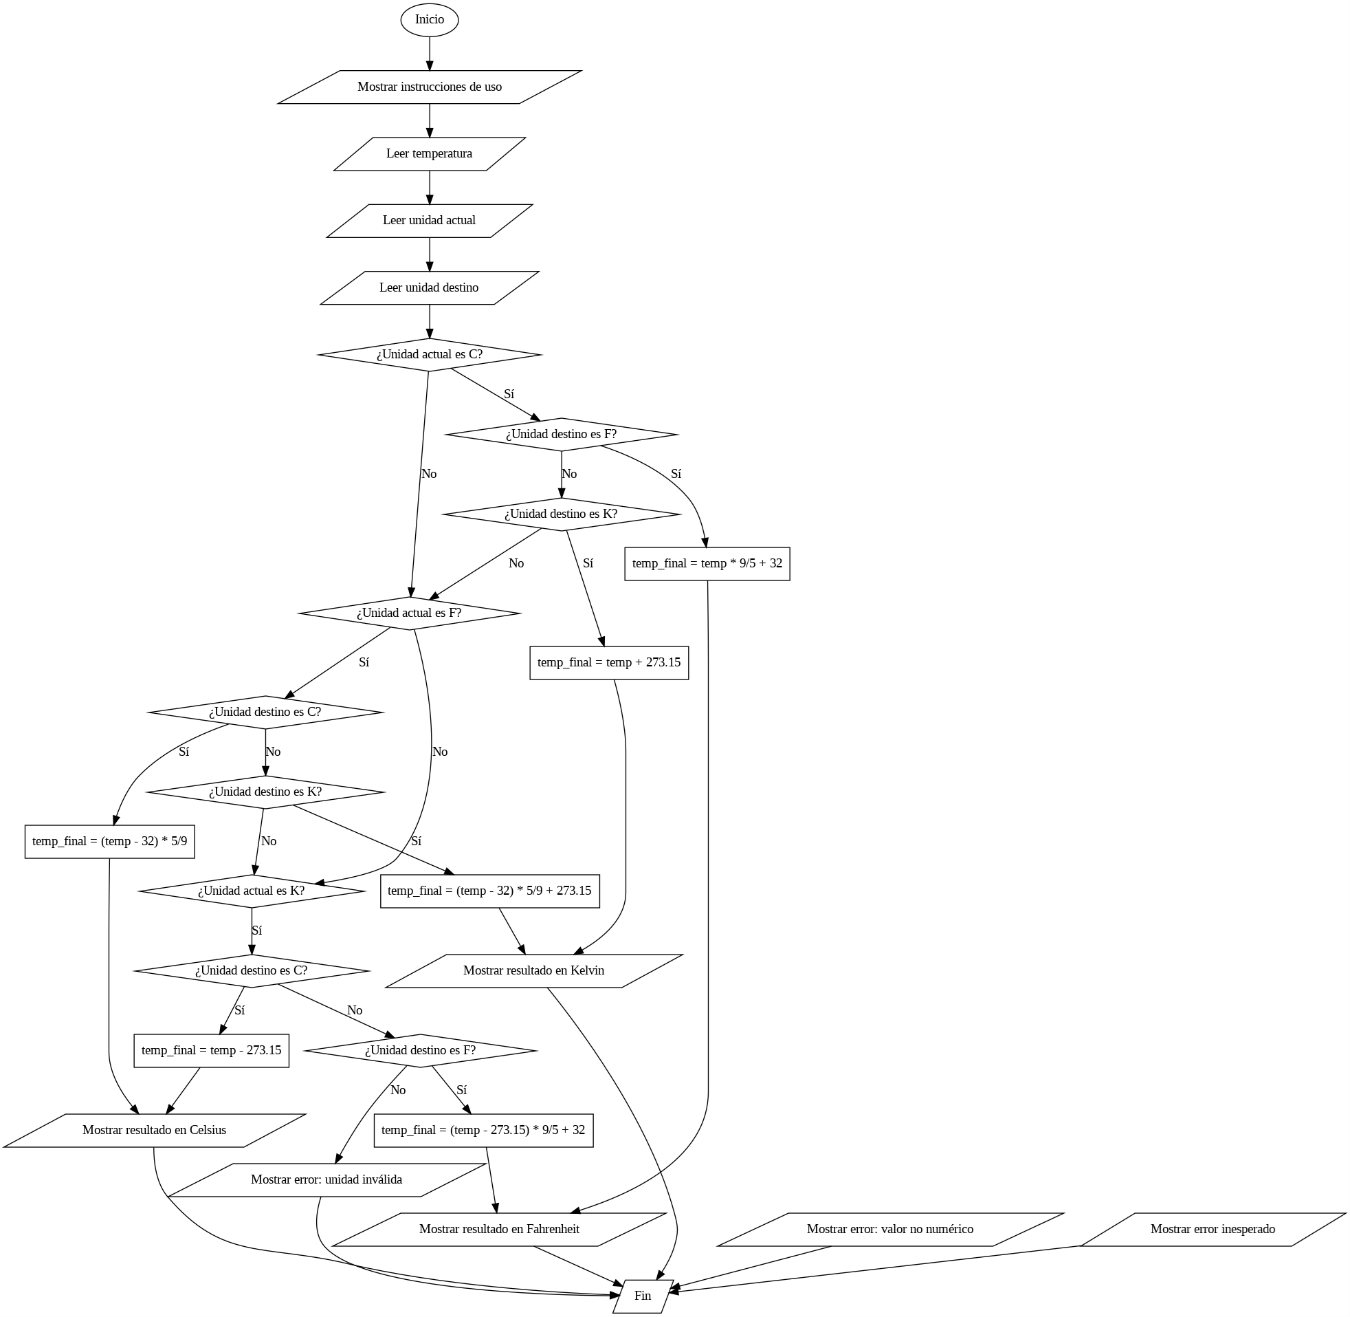 Inicio
Mostrar instrucciones de uso
Leer temperatura
Leer unidad actual
Leer unidad destino
¿Unidad actual es C?
Sí
¿Unidad destino es F?
No
No
Sí
¿Unidad destino es K?
temp_final = temp * 9/5 + 32
No
Sí
¿Unidad actual es F?
Sí
temp_final = temp + 273.15
¿Unidad destino es C?
Sí
No
No
¿Unidad destino es K?
temp_final = (temp - 32) * 5/9
No
Sí
¿Unidad actual es K?
temp_final = (temp - 32) * 5/9 + 273.15
Sí
¿Unidad destino es C?
Mostrar resultado en Kelvin
Sí
No
temp_final = temp - 273.15
¿Unidad destino es F?
No
Sí
Mostrar resultado en Celsius
temp_final = (temp - 273.15) * 9/5 + 32
Mostrar error: unidad inválida
Mostrar resultado en Fahrenheit
Mostrar error: valor no numérico
Mostrar error inesperado
Fin